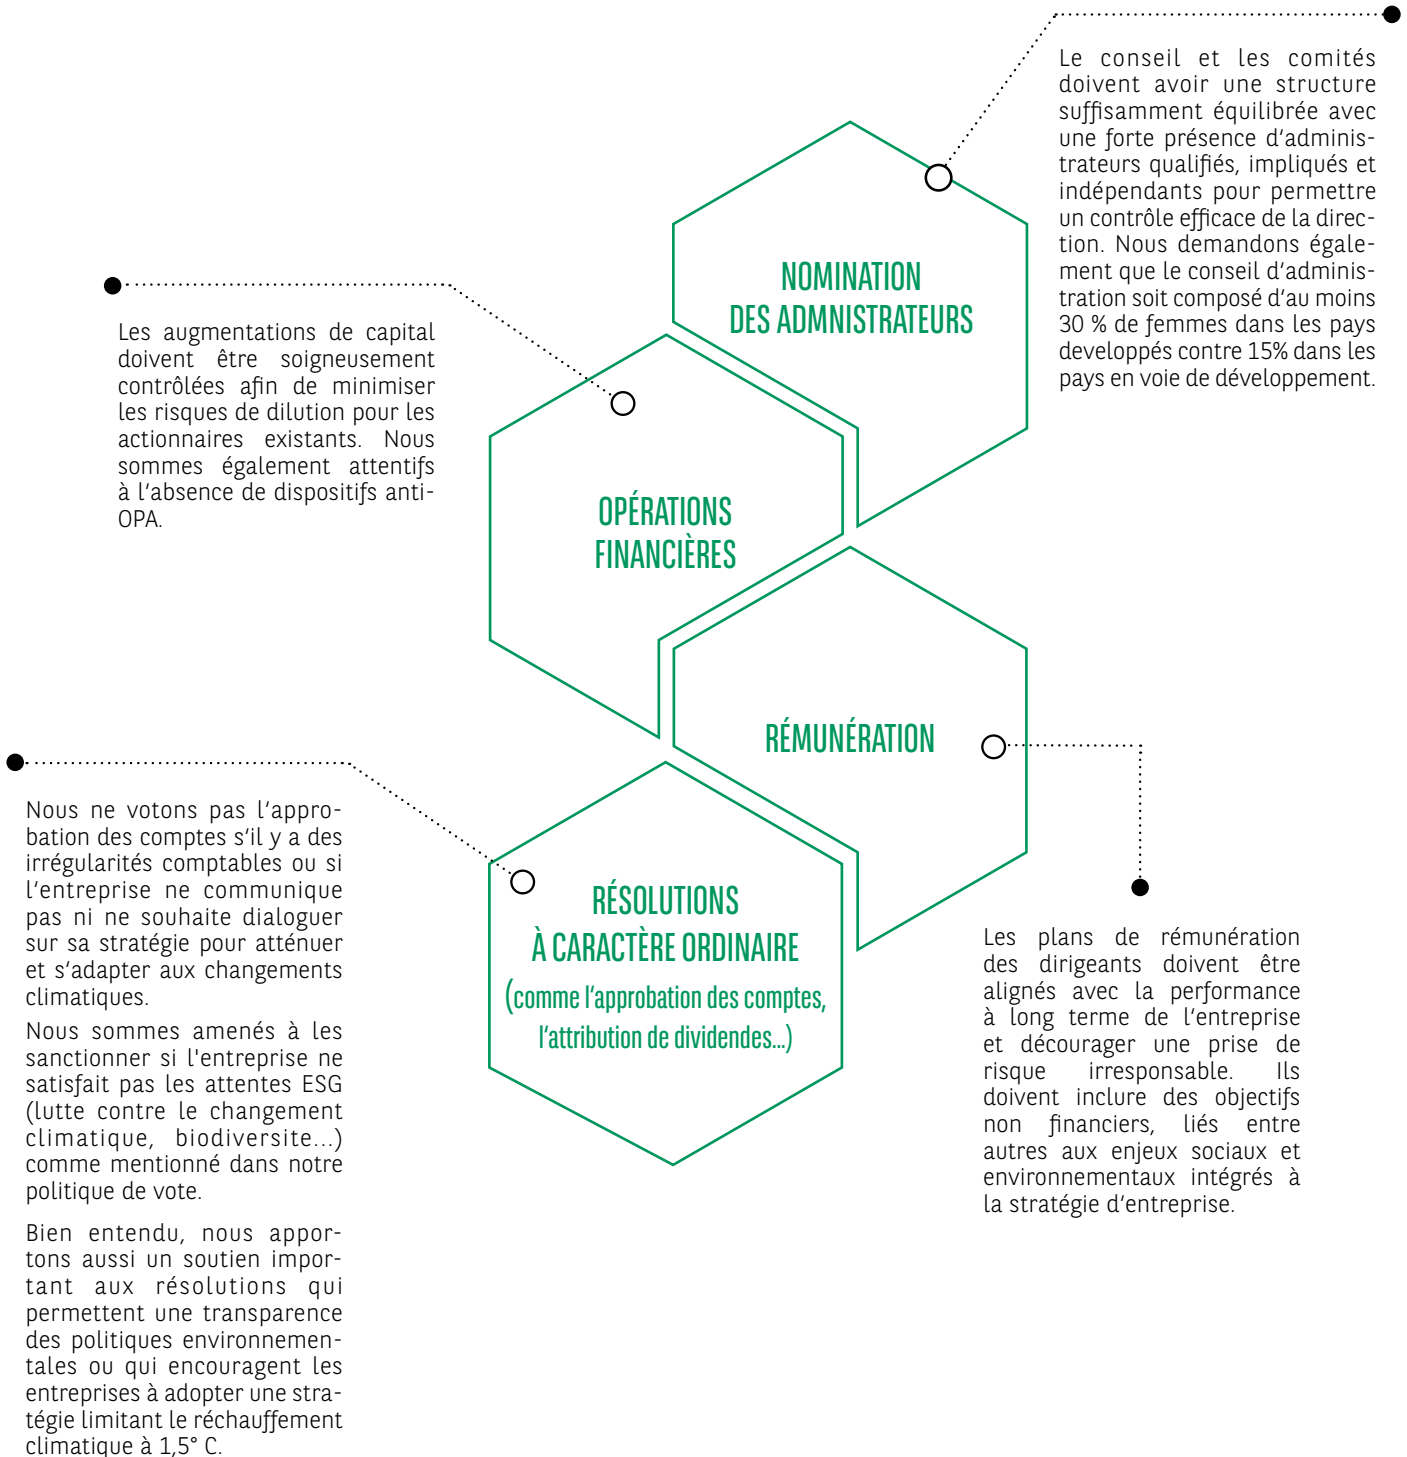 Le conseil et les comités
doivent avoir une structure
suffisamment équilibrée avec
une forte présence d'adminis-
trateurs qualifiés, impliqués et
indépendants pour permettre
un contrôle efficace de la direc-
tion. Nous demandons égale-
ment que le conseil d'adminis-
tration soit composé d'au moins
30 % de femmes dans les pays
developpés contre 15% dans les
pays en voie de développement.
NOMINATION
DES ADMNISTRATEURS
Les augmentations de capital
doivent être soigneusement
contrôlées afin de minimiser
les risques de dilution pour les
actionnaires existants. Nous
sommes également attentifs
à l'absence de dispositifs anti-
OPA.
OPÉRATIONS
FINANCIÈRES
RÉMUNÉRATION
Les plans de rémunération
des dirigeants doivent être
alignés avec la performance
à long terme de l'entreprise
et décourager une prise de
risque irresponsable. Ils
doivent inclure des objectifs
non financiers, liés entre
autres aux enjeux sociaux et
environnementaux intégrés à
la stratégie d'entreprise.
RÉSOLUTIONS
À CARACTÈRE ORDINAIRE
(comme l'approbation des comptes,
l'attribution de dividendes...)
Nous ne votons pas l'appro-
bation des comptes s'il y a des
irrégularités comptables ou si
l'entreprise ne communique
pas ni ne souhaite dialoguer
sur sa stratégie pour atténuer
et s'adapter aux changements
climatiques.
Nous sommes amenés à les
sanctionner si l'entreprise ne
satisfait pas les attentes ESG
(lutte contre le changement
climatique, biodiversite...)
comme mentionné dans notre
politique de vote.
Bien entendu, nous appor-
tons aussi un soutien impor-
tant aux résolutions qui
permettent une transparence
des politiques environnemen-
tales ou qui encouragent les
entreprises à adopter une stra-
tégie limitant le réchauffement
climatique à 1,5° C.